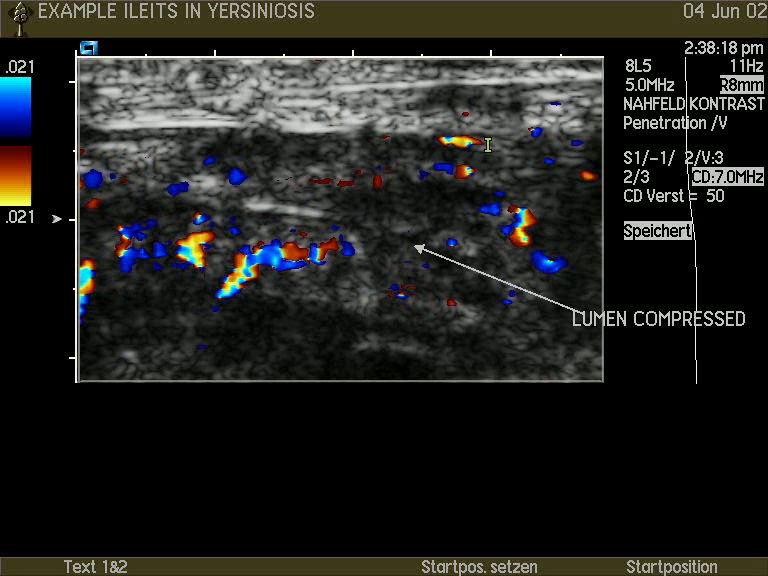 EXAMPLE ILEITS IN YERSINIOSIS
04 Jun 02
2:38:18 pm
8L5 11Hz
5.0MHz R8mm
NAHFELD KONTRAST
Penetration /V
S1/-1/ 2/V:3
2/3 CD:7.0MHz
CD Verst = 50
Speichert
.021
.021
LUMEN COMPRESSED
Text 1&2 Startpos. setzen Startposition